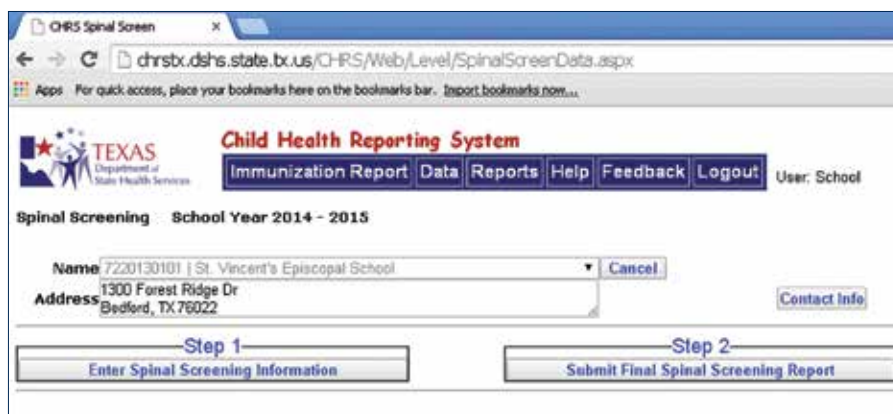 CHRS Spinal Screen ×
chrstx.dshs.state.tx.us/CHRS/Web/Level/SpinalScreenData.aspx
Apps For quick access, place your bookmarks here on the bookmarks bar. Import bookmarks now...
TEXAS
Department of
State Health Services
Child Health Reporting System
Immunization Report Data Reports Help Feedback Logout User: School
Spinal Screening School Year 2014 - 2015
Name 7220130101 | St. Vincent's Episcopal School Cancel
Address 1300 Forest Ridge Dr
Bedford, TX 76022
Contact Info
Step 1 Step 2
Enter Spinal Screening Information Submit Final Spinal Screening Report